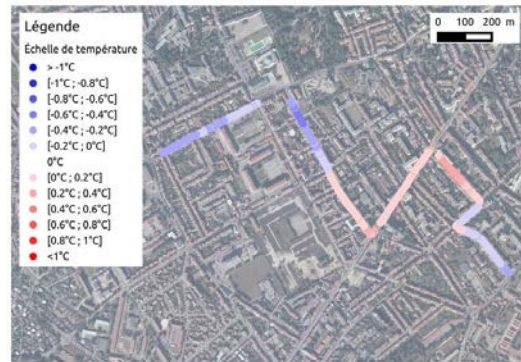 Légende
Échelle de température
> -1°C
[-1°C ; -0.8°C]
[-0.8°C ; -0.6°C]
[-0.6°C ; -0.4°C]
[-0.4°C ; -0.2°C]
[-0.2°C ; 0°C]
0°C
[0°C ; 0.2°C]
[0.2°C ; 0.4°C]
[0.4°C ; 0.6°C]
[0.6°C ; 0.8°C]
[0.8°C ; 1°C]
<1°C
0 100 200 m